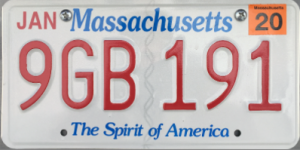 JAN Massachusetts
Massachusetts
20
9GB 191
The Spirit of America